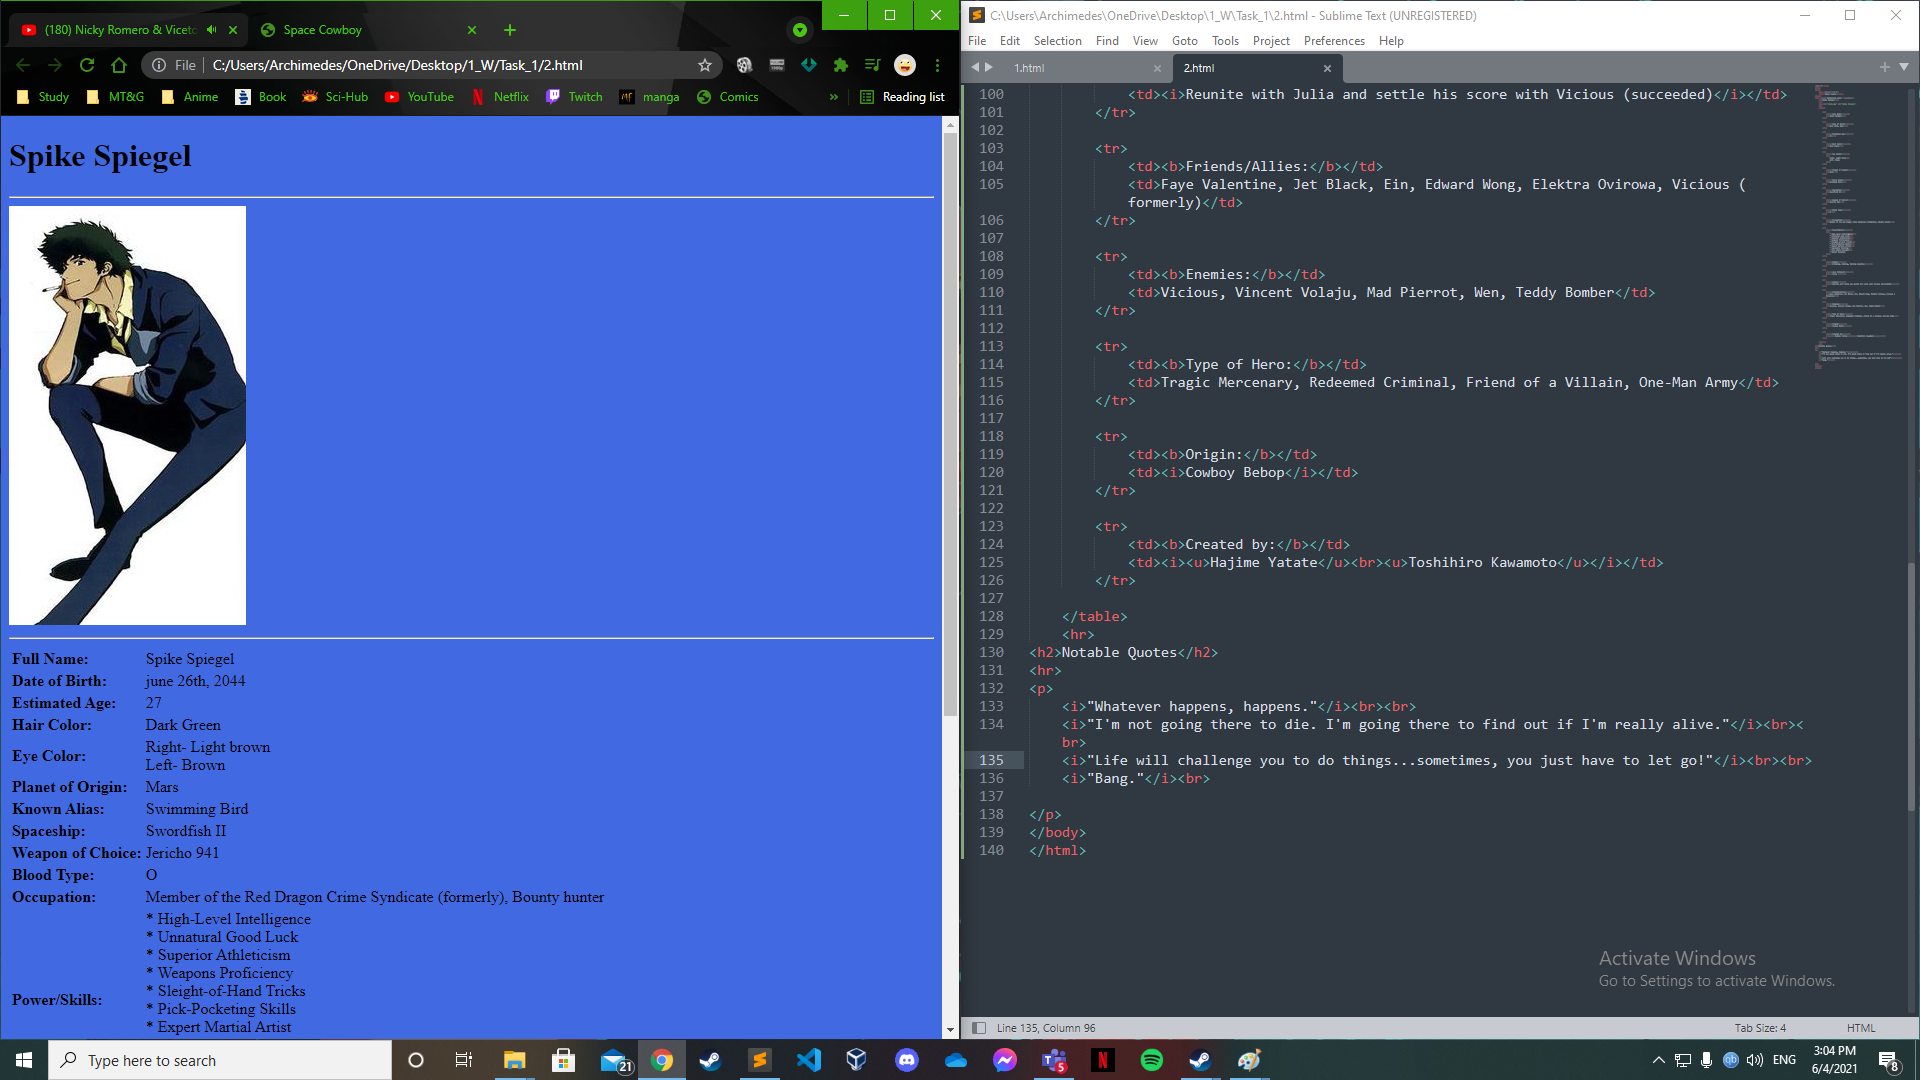 (180) Nicky Romero & Viceto
Space Cowboy
File
C:/Users/Archimedes/OneDrive/Desktop/1_W/Task_1/2.html
Study
MT&G
Anime
Book
Sci-Hub
YouTube
Netflix
Twitch
manga
Comics
»
Reading list
Spike Spiegel
Full Name: Spike Spiegel
Date of Birth: june 26th, 2044
Estimated Age: 27
Hair Color: Dark Green
Eye Color: Right- Light brown
Left- Brown
Planet of Origin: Mars
Known Alias: Swimming Bird
Spaceship: Swordfish II
Weapon of Choice: Jericho 941
Blood Type: O
Occupation: Member of the Red Dragon Crime Syndicate (formerly), Bounty hunter
Power/Skills:
* High-Level Intelligence
* Unnatural Good Luck
* Superior Athleticism
* Weapons Proficiency
* Sleight-of-Hand Tricks
* Pick-Pocketing Skills
* Expert Martial Artist
C:\Users\Archimedes\OneDrive\Desktop\1_W\Task_1\2.html - Sublime Text (UNREGISTERED)
File Edit Selection Find View Goto Tools Project Preferences Help
1.html
2.html
100 <td><i>Reunite with Julia and settle his score with Vicious (succeeded)</i></td>
101 </tr>
102
103 <tr>
104 <td><b>Friends/Allies:</b></td>
105 <td>Faye Valentine, Jet Black, Ein, Edward Wong, Elektra Ovirowa, Vicious (
formerly)</td>
106 </tr>
107
108 <tr>
109 <td><b>Enemies:</b></td>
110 <td>Vicious, Vincent Volaju, Mad Pierrot, Wen, Teddy Bomber</td>
111 </tr>
112
113 <tr>
114 <td><b>Type of Hero:</b></td>
115 <td>Tragic Mercenary, Redeemed Criminal, Friend of a Villain, One-Man Army</td>
116 </tr>
117
118 <tr>
119 <td><b>Origin:</b></td>
120 <td><i>Cowboy Bebop</i></td>
121 </tr>
122
123 <tr>
124 <td><b>Created by:</b></td>
125 <td><i><u>Hajime Yatate</u><br><u>Toshihiro Kawamoto</u></i></td>
126 </tr>
127
128 </table>
129 <hr>
130 <h2>Notable Quotes</h2>
131 <hr>
132 <p>
133 <i>"Whatever happens, happens."</i><br><br>
134 <i>"I'm not going there to die. I'm going there to find out if I'm really alive."</i><br><
br>
135 <i>"Life will challenge you to do things...sometimes, you just have to let go!"</i><br><br>
136 <i>"Bang."</i><br>
137
138 </p>
139 </body>
140 </html>
Activate Windows
Go to Settings to activate Windows.
Line 135, Column 96
Tab Size: 4
HTML
Type here to search
21
5
ENG
3:04 PM
6/4/2021
8